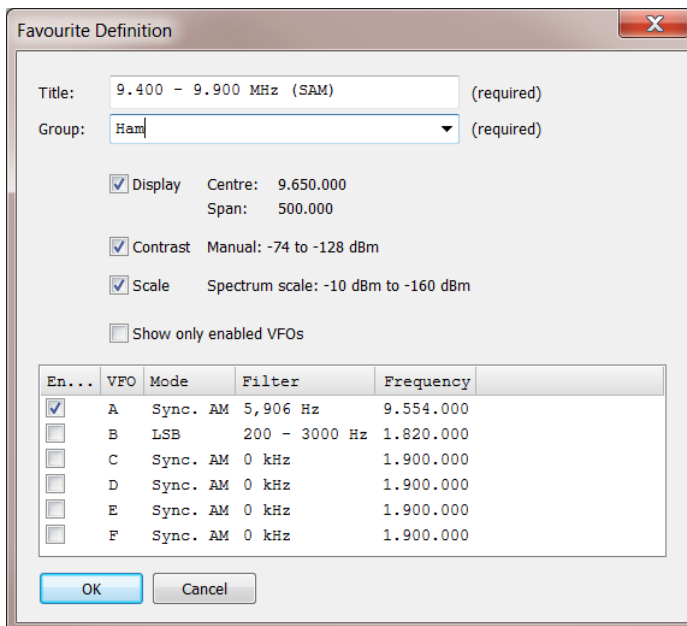 Favourite Definition
Title: 9.400 - 9.900 MHz (SAM) (required)
Group: Ham (required)
Display Centre: 9.650.000
Span: 500.000
Contrast Manual: -74 to -128 dBm
Scale Spectrum scale: -10 dBm to -160 dBm
Show only enabled VFOs
En... VFO Mode Filter Frequency
A Sync. AM 5,906 Hz 9.554.000
B LSB 200 - 3000 Hz 1.820.000
C Sync. AM 0 kHz 1.900.000
D Sync. AM 0 kHz 1.900.000
E Sync. AM 0 kHz 1.900.000
F Sync. AM 0 kHz 1.900.000
OK Cancel